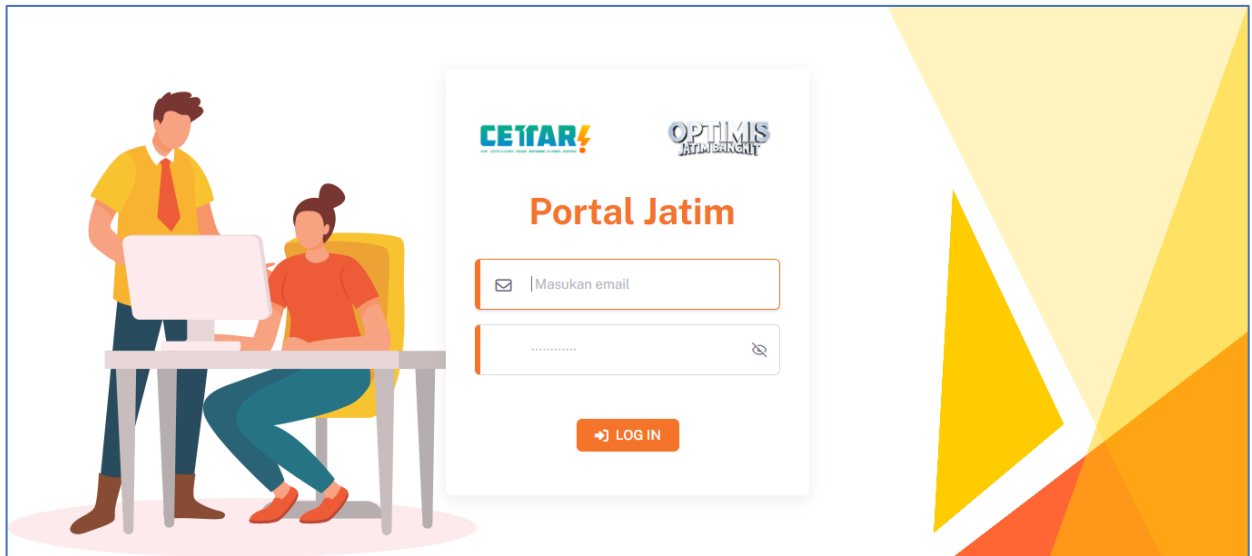 CETTAR!
OPTIMIS
JATIM BANGKIT
Portal Jatim
Masukan email
............
LOG IN